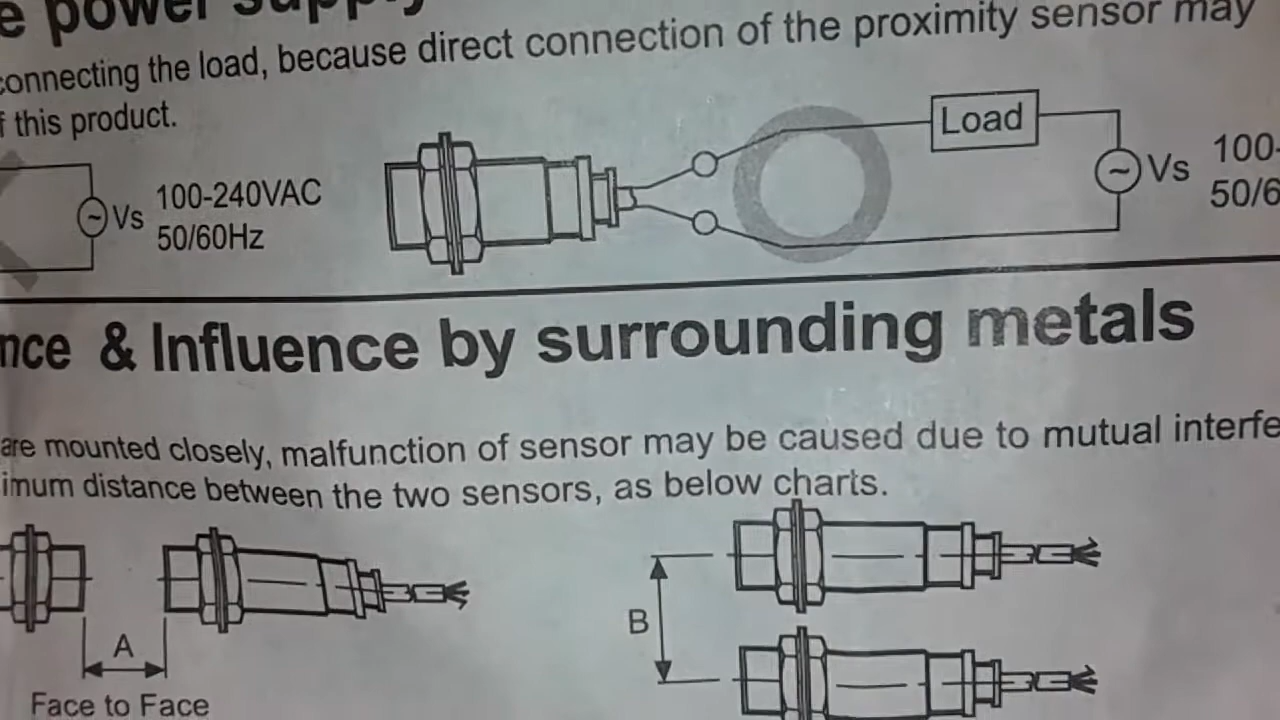 e power supply
connecting the load, because direct connection of the proximity sensor may
f this product.
Load
Vs
100-240VAC
50/60Hz
Vs
100-
50/6
nce & Influence by surrounding metals
are mounted closely, malfunction of sensor may be caused due to mutual interfe
imum distance between the two sensors, as below charts.
A
B
Face to Face